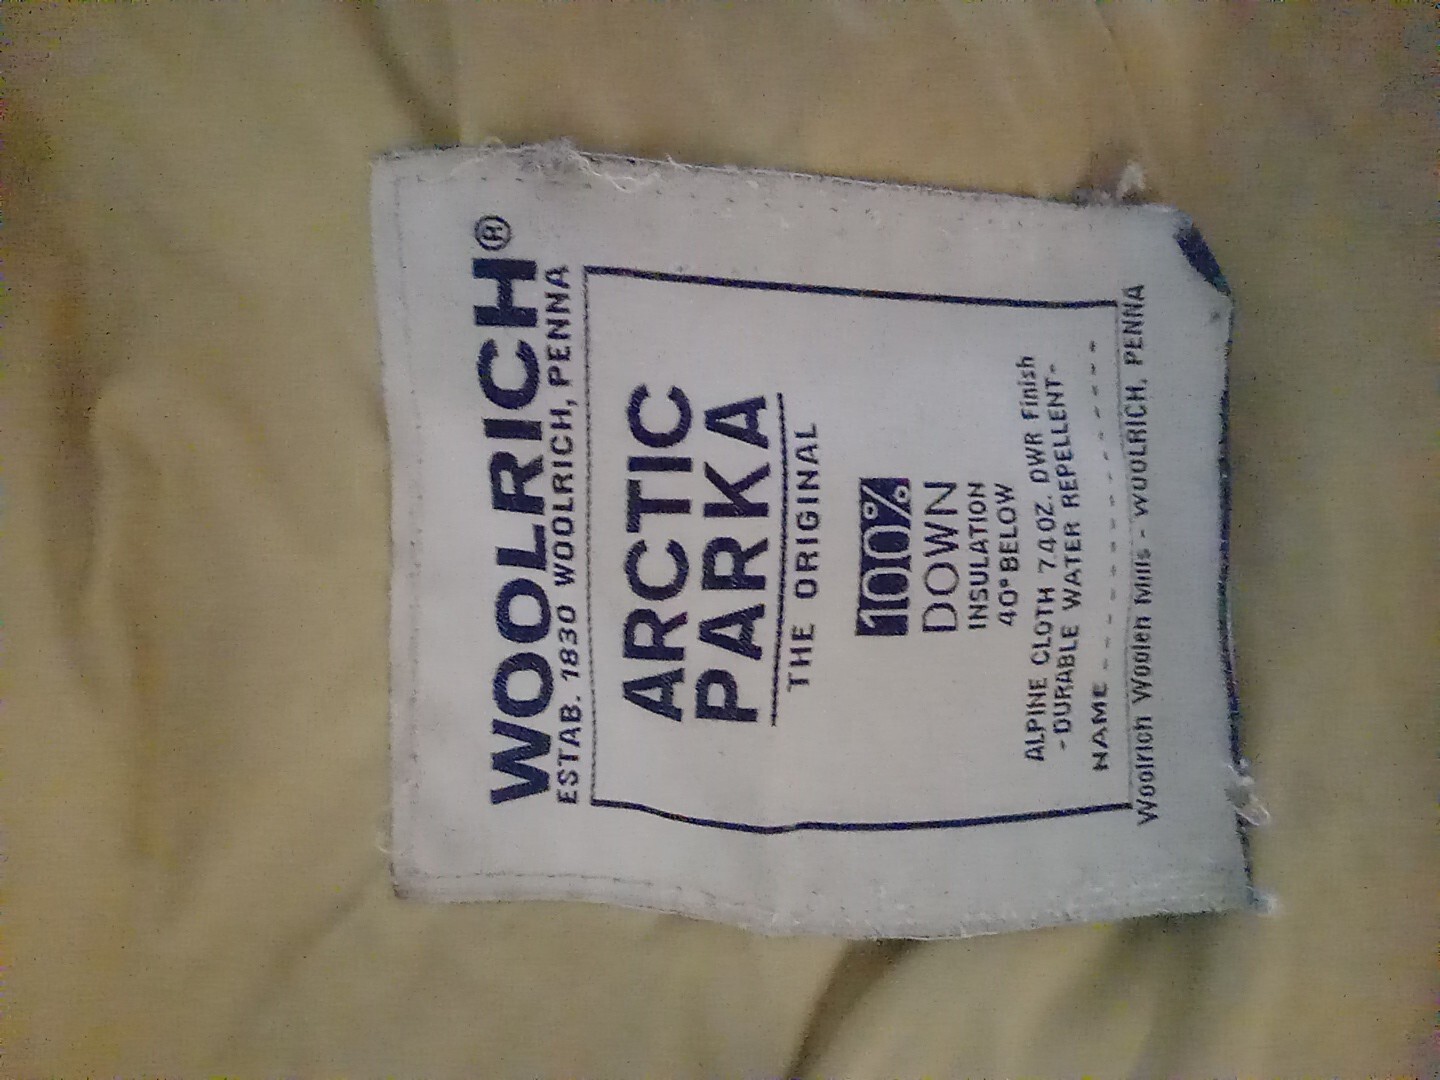 WOOLRICH®
ESTAB. 1830 WOOLRICH, PENNA
ARCTIC
PARKA
THE ORIGINAL
100%
DOWN
INSULATION
40° BELOW
ALPINE CLOTH 7.4 OZ. DWR Finish
-DURABLE WATER REPELLENT-
NAME - - - - - - - - - - -
Woolrich Woolen Mills - WOOLRICH, PENNA